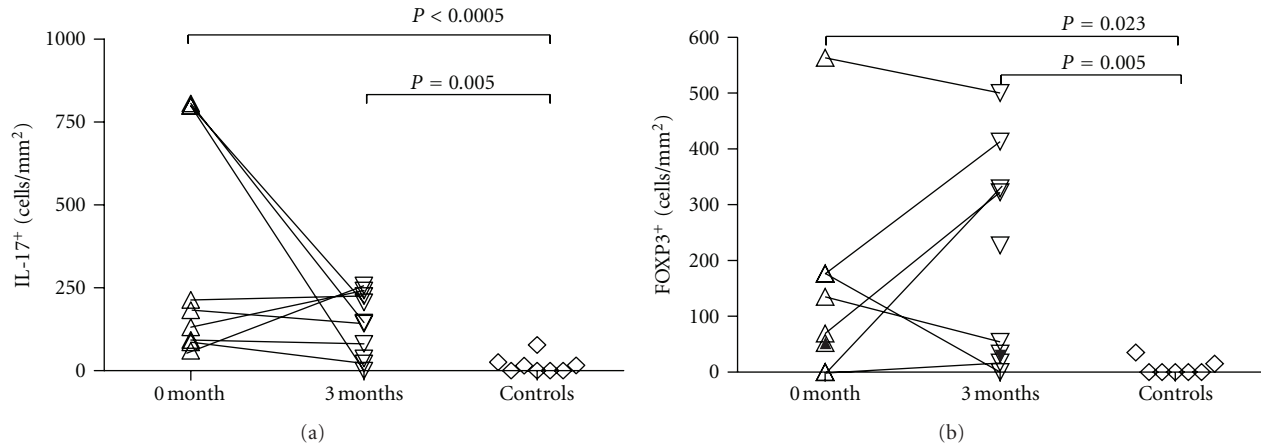 P < 0.0005
P = 0.005
1000
750
500
250
0
IL-17⁺ (cells/mm²)
0 month
3 months
Controls
(a)
P = 0.023
P = 0.005
600
500
400
300
200
100
0
FOXP3⁺ (cells/mm²)
0 month
3 months
Controls
(b)